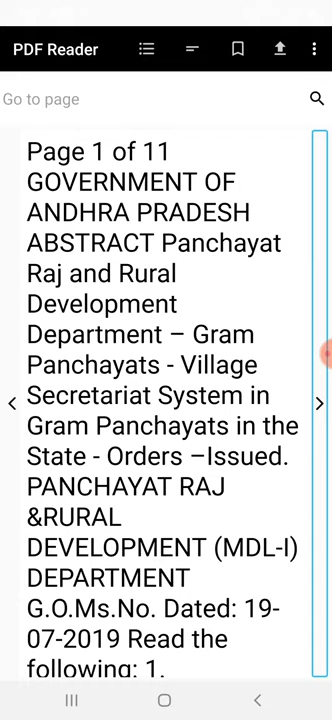 PDF Reader
Go to page
Page 1 of 11
GOVERNMENT OF
ANDHRA PRADESH
ABSTRACT Panchayat
Raj and Rural
Development
Department – Gram
Panchayats - Village
Secretariat System in
Gram Panchayats in the
State - Orders –Issued.
PANCHAYAT RAJ
&RURAL
DEVELOPMENT (MDL-I)
DEPARTMENT
G.O.Ms.No. Dated: 19-
07-2019 Read the
following: 1.